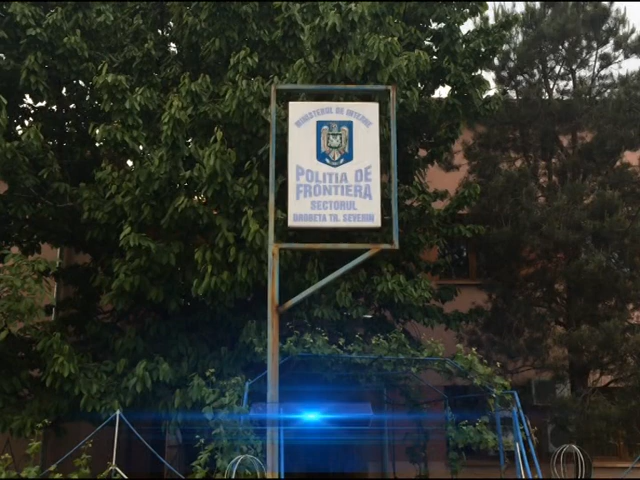 MINISTERUL DE INTERNE
POLITIA DE
FRONTIERA
SECTORUL
DROBETA TR. SEVERIN